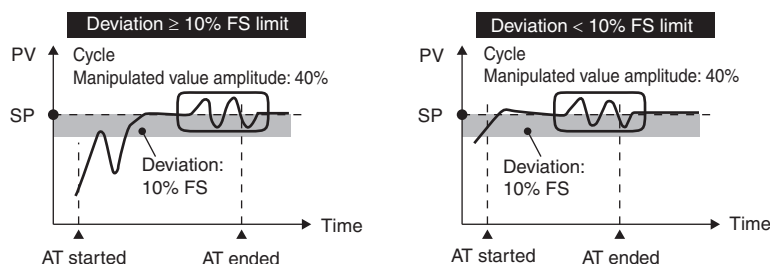 Deviation ≥ 10% FS limit
PV
Cycle
Manipulated value amplitude: 40%
SP
Deviation:
10% FS
Time
AT started
AT ended
Deviation < 10% FS limit
PV
Cycle
Manipulated value amplitude: 40%
SP
Deviation:
10% FS
Time
AT started
AT ended